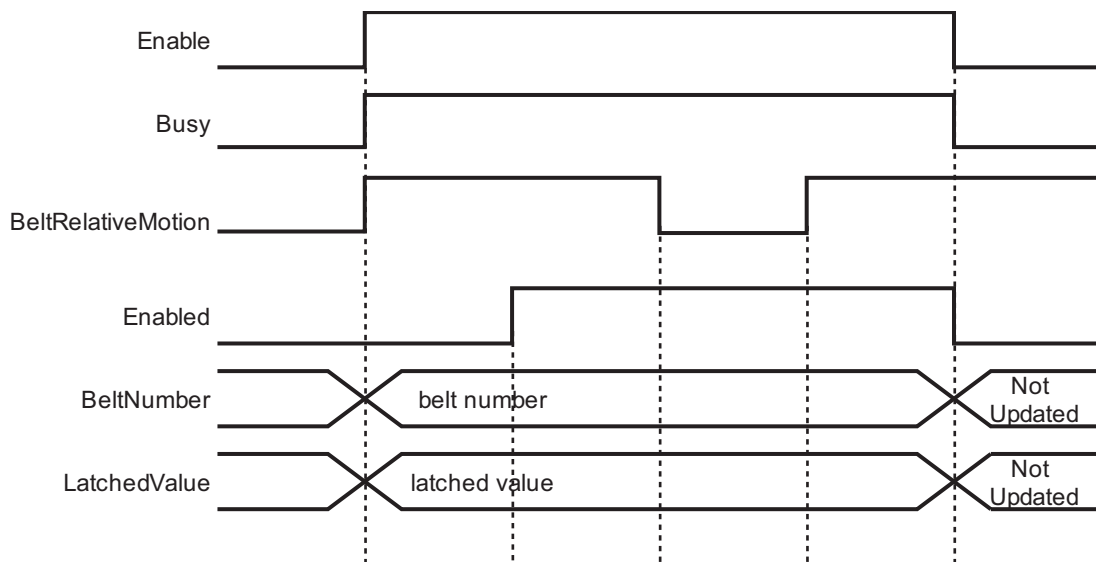 Enable
Busy
BeltRelativeMotion
Enabled
BeltNumber
belt number
Not
Updated
LatchedValue
latched value
Not
Updated